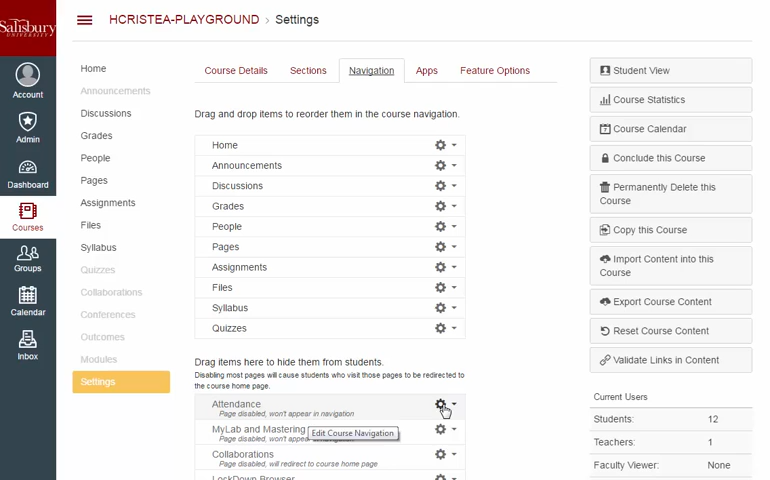 Salisbury
UNIVERSITY
HCRISTEA-PLAYGROUND › Settings
Account
Admin
Dashboard
Courses
Groups
Calendar
Inbox
Home
Announcements
Discussions
Grades
People
Pages
Assignments
Files
Syllabus
Quizzes
Collaborations
Conferences
Outcomes
Modules
Settings
Course Details
Sections
Navigation
Apps
Feature Options
Drag and drop items to reorder them in the course navigation.
Home
Announcements
Discussions
Grades
People
Pages
Assignments
Files
Syllabus
Quizzes
Drag items here to hide them from students.
Disabling most pages will cause students who visit those pages to be redirected to
the course home page.
Attendance
Page disabled, won't appear in navigation
MyLab and Mastering
Edit Course Navigation
Page disabled, won't appear in navigation
Collaborations
Page disabled, will redirect to course home page
LockDown Browser
Student View
Course Statistics
Course Calendar
Conclude this Course
Permanently Delete this
Course
Copy this Course
Import Content into this
Course
Export Course Content
Reset Course Content
Validate Links in Content
Current Users
Students: 12
Teachers: 1
Faculty Viewer: None